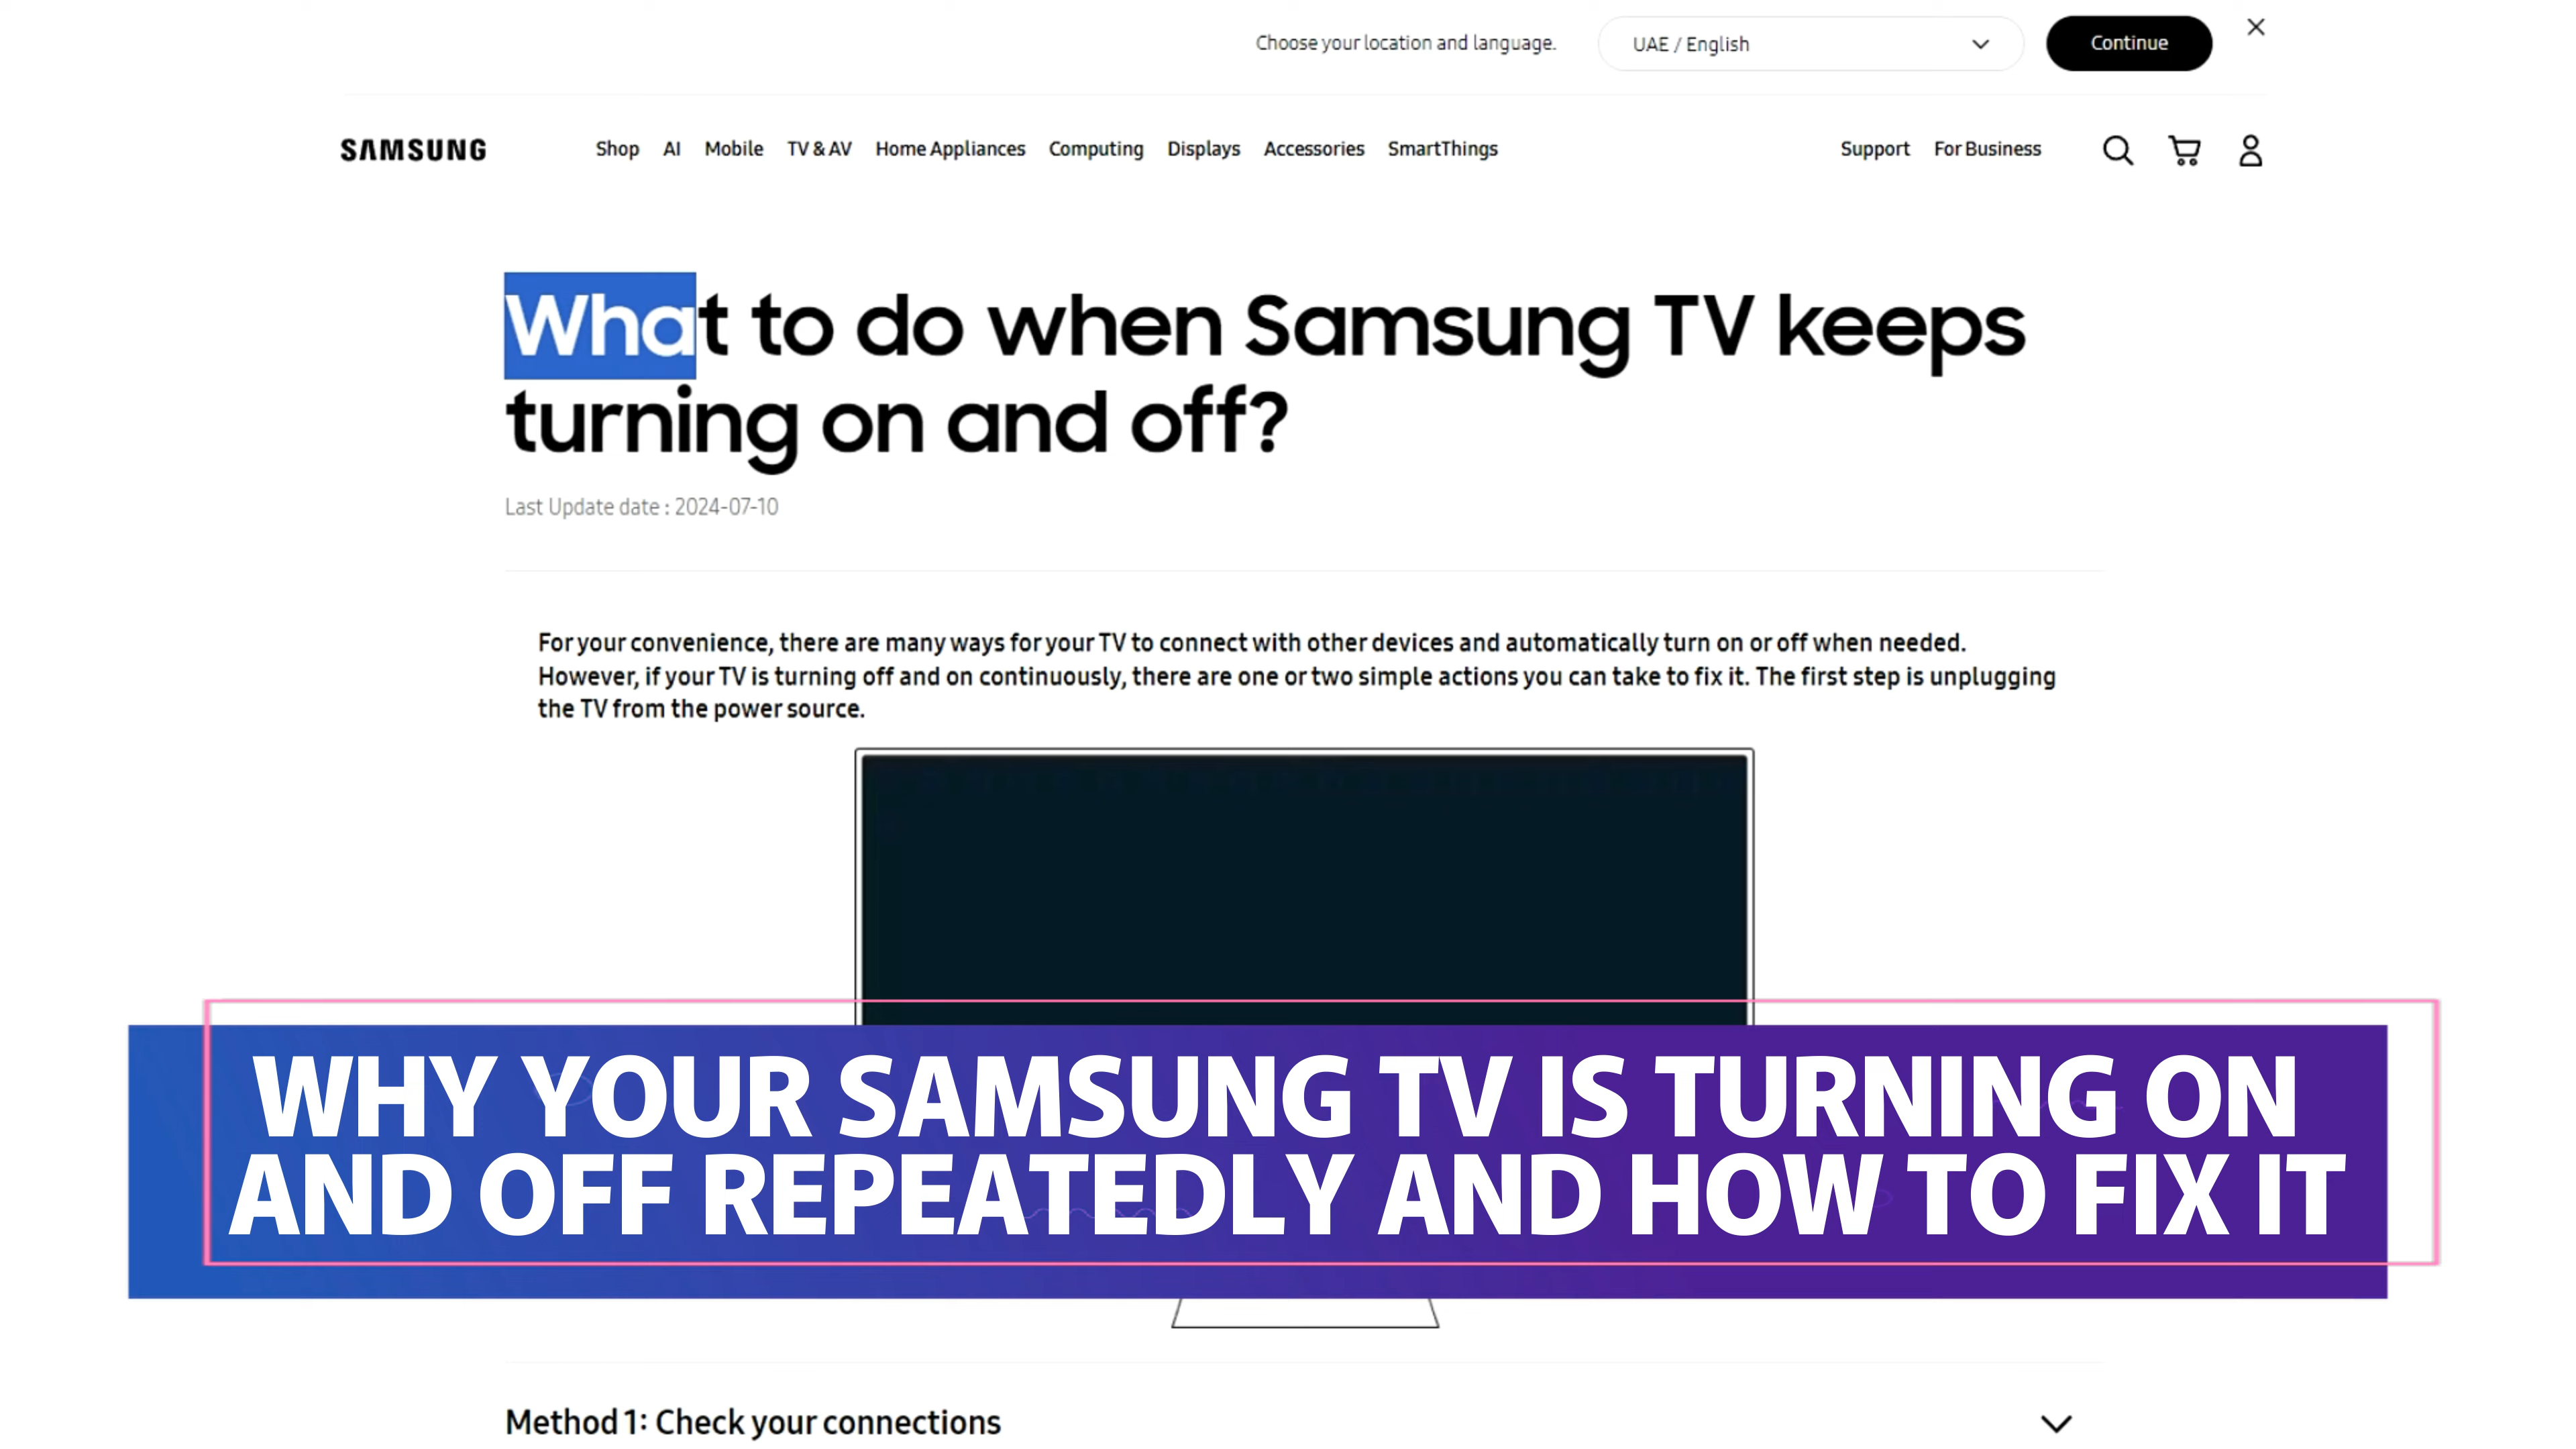 Choose your location and language.
UAE / English
Continue
SAMSUNG
Shop AI Mobile TV & AV Home Appliances Computing Displays Accessories SmartThings
Support For Business
What to do when Samsung TV keeps
turning on and off?
Last Update date : 2024-07-10
For your convenience, there are many ways for your TV to connect with other devices and automatically turn on or off when needed.
However, if your TV is turning off and on continuously, there are one or two simple actions you can take to fix it. The first step is unplugging
the TV from the power source.
WHY YOUR SAMSUNG TV IS TURNING ON
AND OFF REPEATEDLY AND HOW TO FIX IT
Method 1: Check your connections